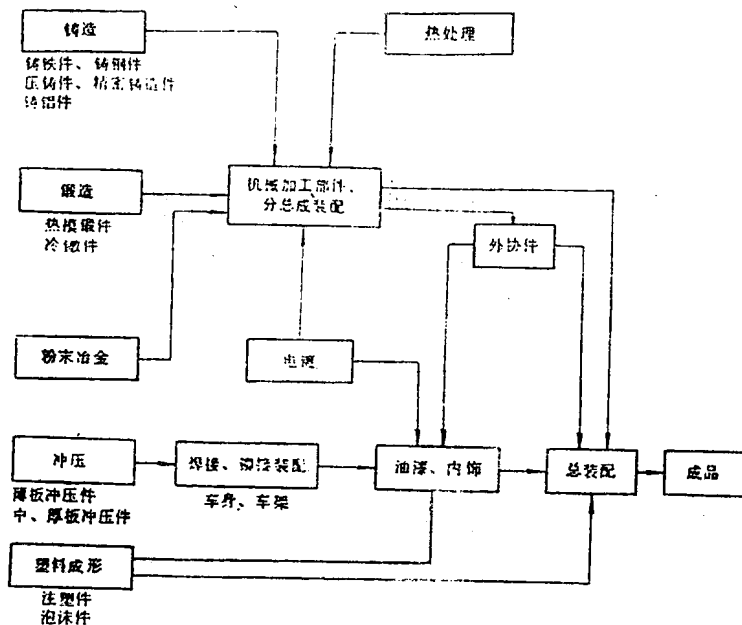 铸造
热处理
铸铁件、铸钢件
压铸件、精密铸造件
铸铝件
锻造
机械加工部件、
分总成装配
热模锻件
冷镦件
外协件
粉末冶金
电镀
冲压
焊接、铆接装配
油漆、内饰
总装配
成品
薄板冲压件
中、厚板冲压件
车身、车架
塑料成形
注塑件
泡沫件